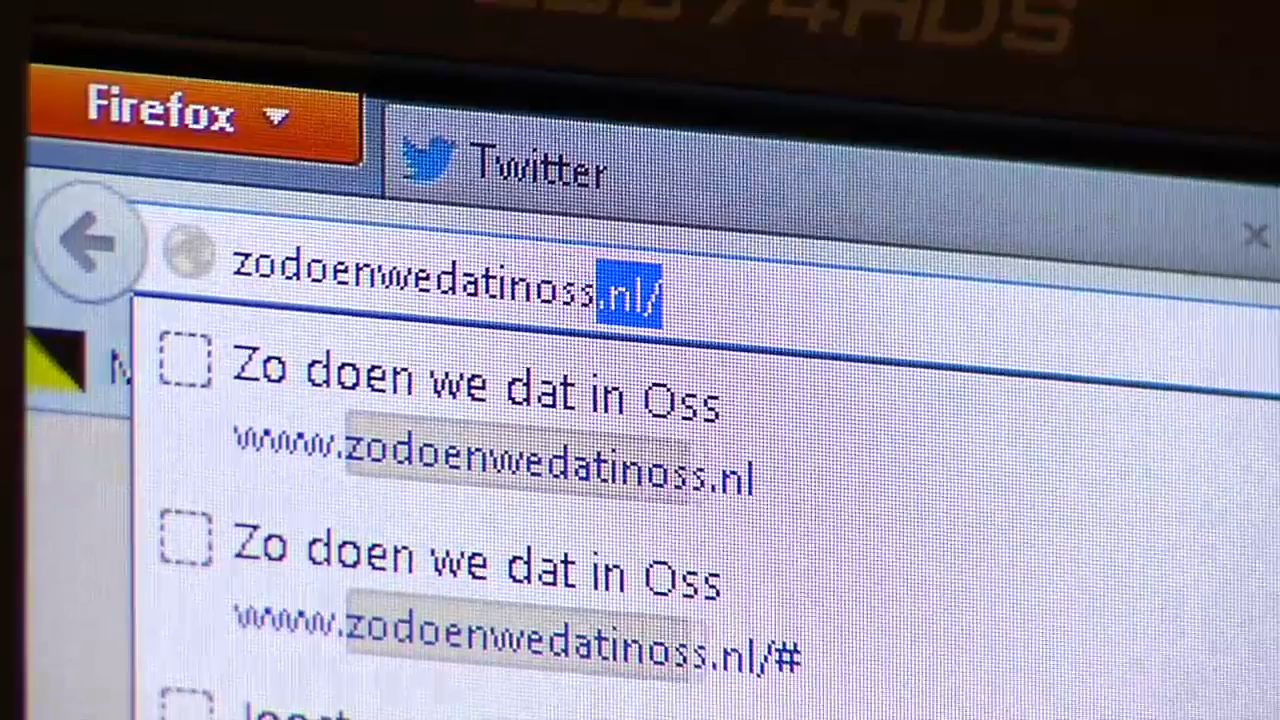 Firefox
Twitter
zodoenwedatinoss.nl/
Zo doen we dat in Oss
www.zodoenwedatinoss.nl
Zo doen we dat in Oss
www.zodoenwedatinoss.nl/#